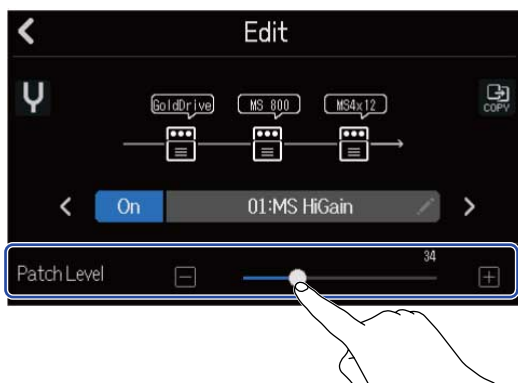 Edit
COPY
GoldDrive MS 800 MS4x12
On 01:MS HiGain
34
Patch Level